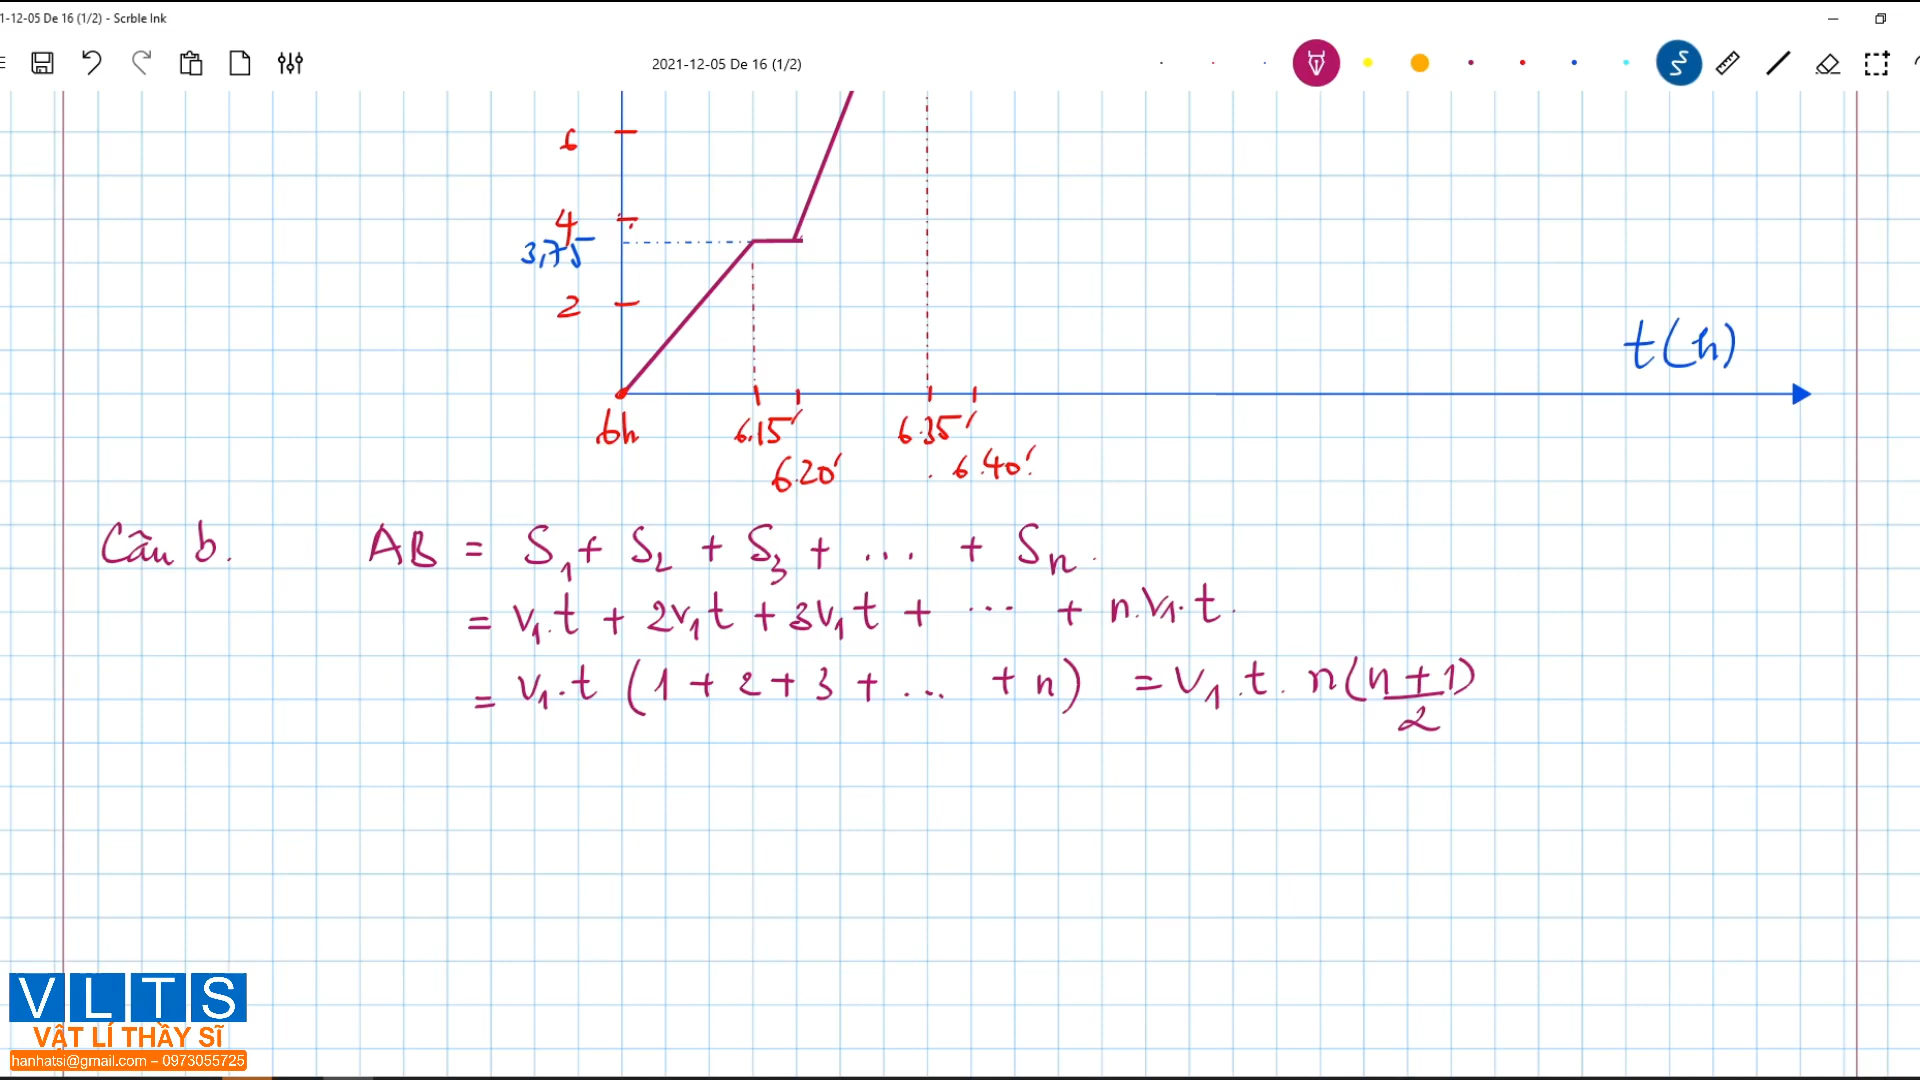 1-12-05 De 16 (1/2) - Scrble Ink
2021-12-05 De 16 (1/2)
6
4
3,75
2
t(h)
6h
6.15'
6.35'
6.20'
6.40'
Câu b. AB = S₁ + S₂ + S₃ + ... + Sₙ.
= v₁.t + 2v₁t + 3v₁t + ... + n.v₁.t.
= v₁.t (1 + 2 + 3 + ... + n) = v₁.t. n(n+1)/2
VLTS
VẬT LÍ THẦY SĨ
hanhatsi@gmail.com – 0973055725